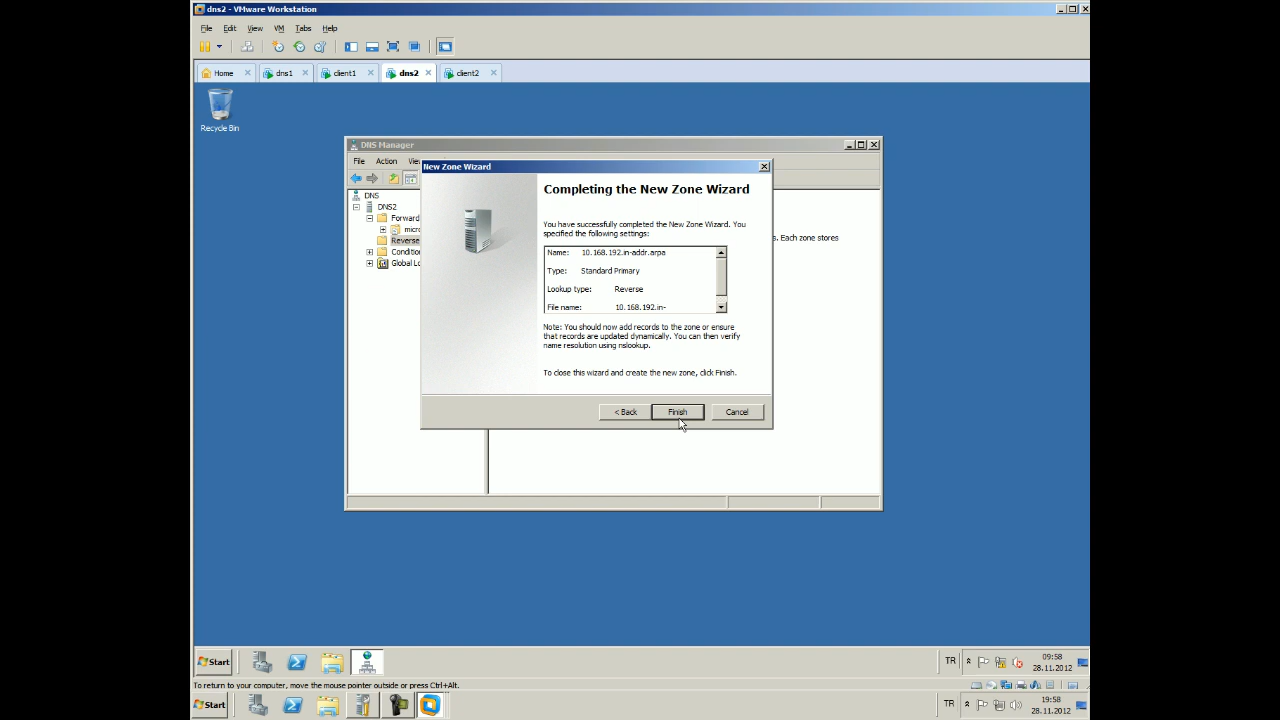 dns2 - VMware Workstation
File Edit View VM Tabs Help
Home dns1 client1 dns2 client2
Recycle Bin
DNS Manager
File Action
New Zone Wizard
Completing the New Zone Wizard
You have successfully completed the New Zone Wizard. You
specified the following settings:
Name: 10.168.192.in-addr.arpa
Type: Standard Primary
Lookup type: Reverse
File name: 10.168.192.in-
Note: You should now add records to the zone or ensure
that records are updated dynamically. You can then verify
name resolution using nslookup.
To close this wizard and create the new zone, click Finish.
< Back Finish Cancel
DNS
DNS2
Forward
micr
Reverse
Condition
Global Lo
s. Each zone stores
Start
TR 09:58
28.11.2012
To return to your computer, move the mouse pointer outside or press Ctrl+Alt.
Start
TR 19:58
28.11.2012